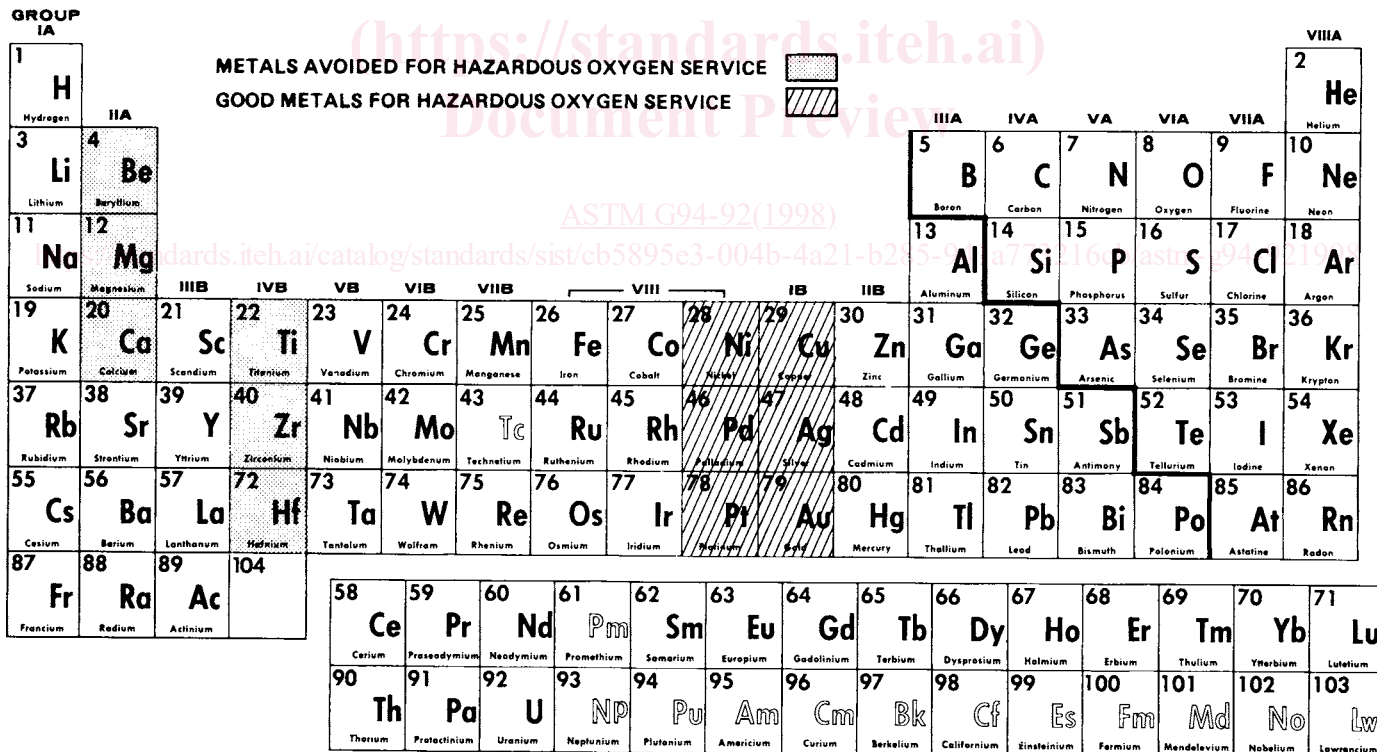 GROUP
IA
VIIIA
(https://standards.iteh.ai)
METALS AVOIDED FOR HAZARDOUS OXYGEN SERVICE
GOOD METALS FOR HAZARDOUS OXYGEN SERVICE
Document Preview
1 H Hydrogen
2 He Helium
IIA
IIIA IVA VA VIA VIIA
3 Li Lithium
4 Be Beryllium
5 B Boron
6 C Carbon
7 N Nitrogen
8 O Oxygen
9 F Fluorine
10 Ne Neon
ASTM G94-92(1998)
11 Na Sodium
12 Mg Magnesium
13 Al Aluminum
14 Si Silicon
15 P Phosphorus
16 S Sulfur
17 Cl Chlorine
18 Ar Argon
IIIB IVB VB VIB VIIB VIII IB IIB
19 K Potassium
20 Ca Calcium
21 Sc Scandium
22 Ti Titanium
23 V Vanadium
24 Cr Chromium
25 Mn Manganese
26 Fe Iron
27 Co Cobalt
28 Ni Nickel
29 Cu Copper
30 Zn Zinc
31 Ga Gallium
32 Ge Germanium
33 As Arsenic
34 Se Selenium
35 Br Bromine
36 Kr Krypton
37 Rb Rubidium
38 Sr Strontium
39 Y Yttrium
40 Zr Zirconium
41 Nb Niobium
42 Mo Molybdenum
43 Tc Technetium
44 Ru Ruthenium
45 Rh Rhodium
46 Pd Palladium
47 Ag Silver
48 Cd Cadmium
49 In Indium
50 Sn Tin
51 Sb Antimony
52 Te Tellurium
53 I Iodine
54 Xe Xenon
55 Cs Cesium
56 Ba Barium
57 La Lanthanum
72 Hf Hafnium
73 Ta Tantalum
74 W Wolfram
75 Re Rhenium
76 Os Osmium
77 Ir Iridium
78 Pt Platinum
79 Au Gold
80 Hg Mercury
81 Tl Thallium
82 Pb Lead
83 Bi Bismuth
84 Po Polonium
85 At Astatine
86 Rn Radon
87 Fr Francium
88 Ra Radium
89 Ac Actinium
104
58 Ce Cerium
59 Pr Praseodymium
60 Nd Neodymium
61 Pm Promethium
62 Sm Samarium
63 Eu Europium
64 Gd Gadolinium
65 Tb Terbium
66 Dy Dysprosium
67 Ho Holmium
68 Er Erbium
69 Tm Thulium
70 Yb Ytterbium
71 Lu Lutetium
90 Th Thorium
91 Pa Protactinium
92 U Uranium
93 Np Neptunium
94 Pu Plutonium
95 Am Americium
96 Cm Curium
97 Bk Berkelium
98 Cf Californium
99 Es Einsteinium
100 Fm Fermium
101 Md Mendelevium
102 No Nobelium
103 Lw Lawrencium